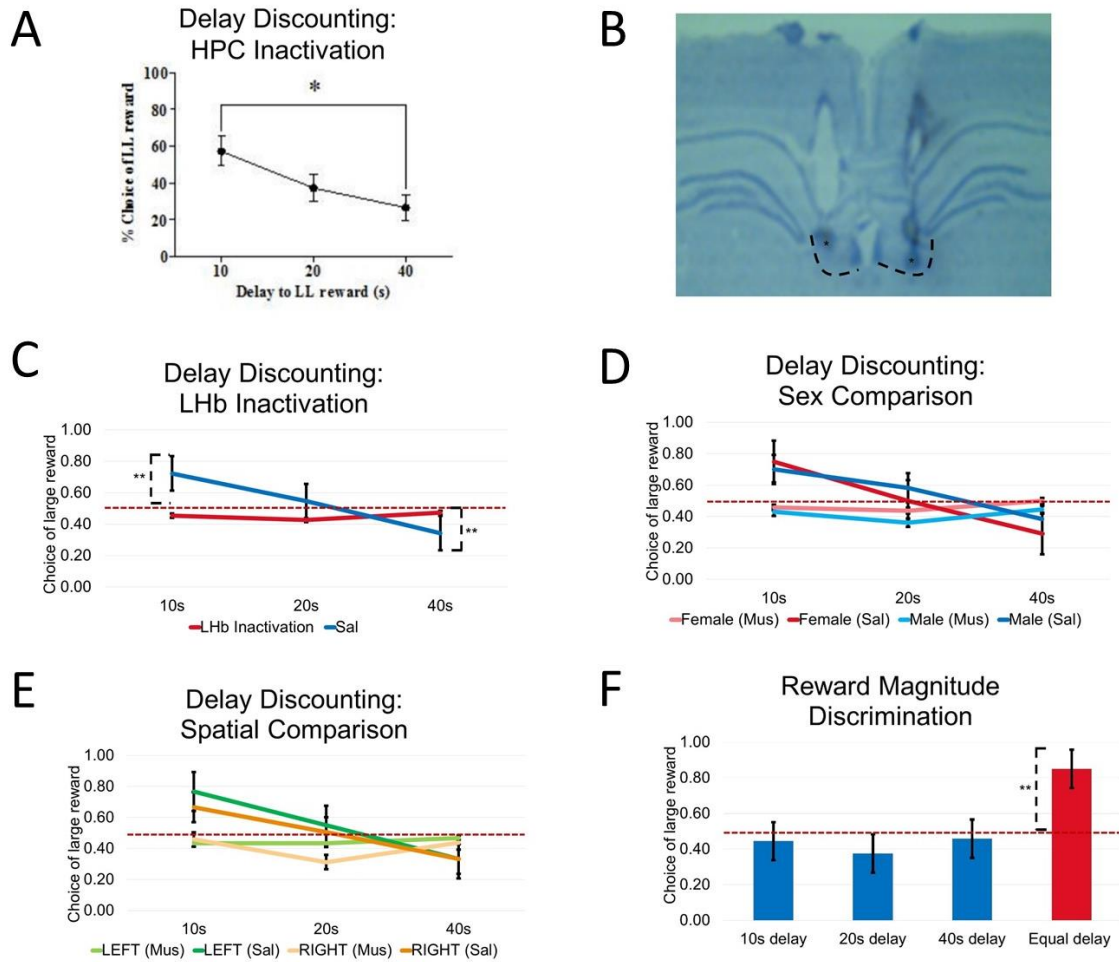 A
Delay Discounting:
HPC Inactivation
% Choice of LL reward
100
80
60
40
20
0
*
10 20 40
Delay to LL reward (s)
B
*
*
C
Delay Discounting:
LHb Inactivation
Choice of large reward
1.00
0.80
0.60
0.40
0.20
0.00
**
**
10s 20s 40s
LHb Inactivation Sal
D
Delay Discounting:
Sex Comparison
Choice of large reward
1.00
0.80
0.60
0.40
0.20
0.00
10s 20s 40s
Female (Mus) Female (Sal) Male (Mus) Male (Sal)
E
Delay Discounting:
Spatial Comparison
Choice of large reward
1.00
0.80
0.60
0.40
0.20
0.00
10s 20s 40s
LEFT (Mus) LEFT (Sal) RIGHT (Mus) RIGHT (Sal)
F
Reward Magnitude
Discrimination
Choice of large reward
1.00
0.80
0.60
0.40
0.20
0.00
**
10s delay 20s delay 40s delay Equal delay